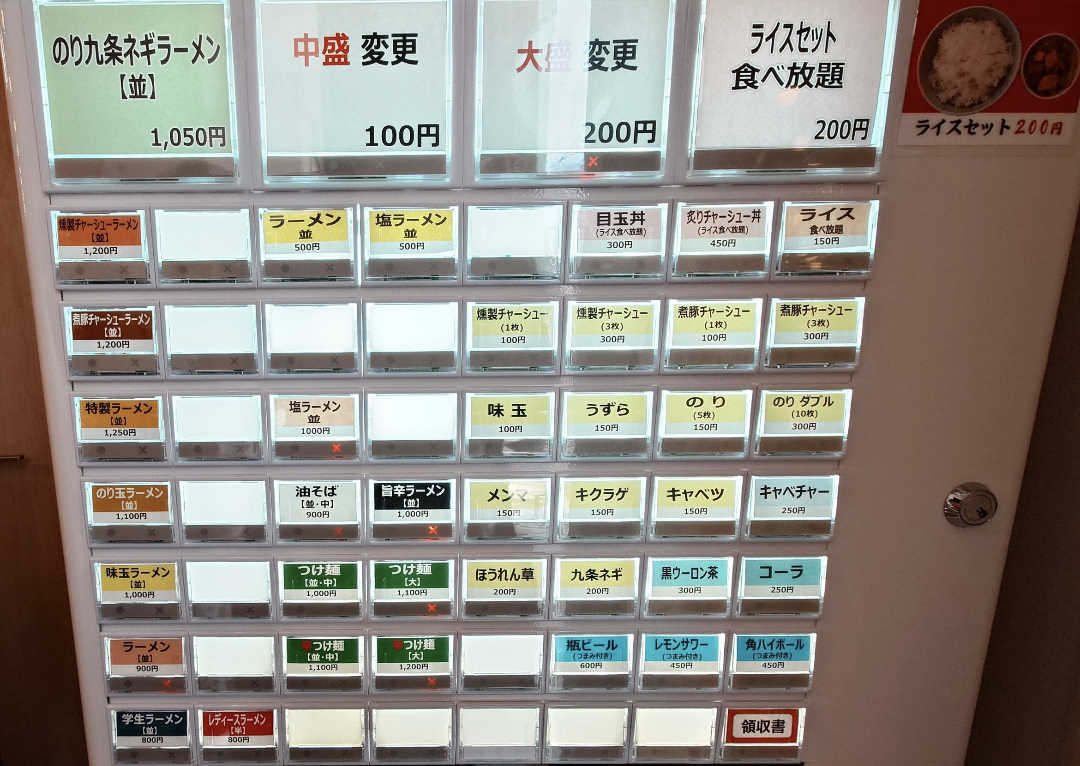 のり九条ネギラーメン
【並】
1,050円
中盛 変更
100円
大盛 変更
200円
ライスセット
食べ放題
200円
ライスセット200円
燻製チャーシューラーメン
【並】
1,200円
ラーメン
並
500円
塩ラーメン
並
500円
目玉丼
(ライス食べ放題)
300円
炙りチャーシュー丼
(ライス食べ放題)
450円
ライス
食べ放題
150円
煮豚チャーシューラーメン
【並】
1,200円
燻製チャーシュー
(1枚)
100円
燻製チャーシュー
(3枚)
300円
煮豚チャーシュー
(1枚)
100円
煮豚チャーシュー
(3枚)
300円
特製ラーメン
【並】
1,250円
塩ラーメン
並
1000円
味玉
100円
うずら
150円
のり
(5枚)
150円
のり ダブル
(10枚)
300円
のり玉ラーメン
【並】
1,100円
油そば
【並・中】
900円
旨辛ラーメン
【並】
1,000円
メンマ
150円
キクラゲ
150円
キャベツ
150円
キャベチャー
250円
味玉ラーメン
【並】
1,000円
つけ麺
【並・中】
1,000円
つけ麺
【大】
1,100円
ほうれん草
200円
九条ネギ
200円
黒ウーロン茶
300円
コーラ
250円
ラーメン
【並】
900円
辛つけ麺
【並・中】
1,100円
辛つけ麺
【大】
1,200円
瓶ビール
(つまみ付き)
600円
レモンサワー
(つまみ付き)
450円
角ハイボール
(つまみ付き)
450円
学生ラーメン
【並】
800円
レディースラーメン
【半】
800円
領収書